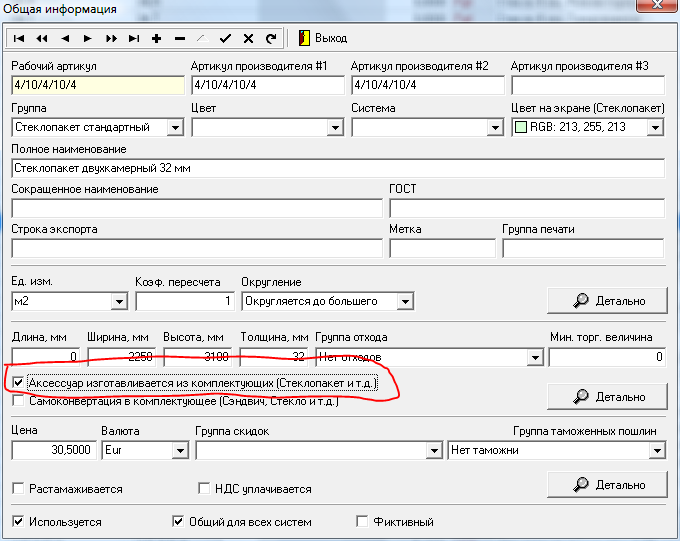 Общая информация
Выход
Рабочий артикул Артикул производителя #1 Артикул производителя #2 Артикул производителя #3
4/10/4/10/4 4/10/4/10/4 4/10/4/10/4
Группа Цвет Система Цвет на экране (Стеклопакет)
Стеклопакет стандартный RGB: 213, 255, 213
Полное наименование
Стеклопакет двухкамерный 32 мм
Сокращенное наименование ГОСТ
Строка экспорта Метка Группа печати
Ед. изм. Коэф. пересчета Округление
м2 1 Округляется до большего Детально
Длина, мм Ширина, мм Высота, мм Толщина, мм Группа отхода Мин. торг. величина
0 2250 3100 32 Нет отходов 0
Аксессуар изготавливается из комплектующих (Стеклопакет и т.д.)
Самоконвертация в комплектующее (Сэндвич, Стекло и т.д.) Детально
Цена Валюта Группа скидок Группа таможенных пошлин
30,5000 Eur Нет таможни
Растамаживается НДС уплачивается Детально
Используется Общий для всех систем Фиктивный